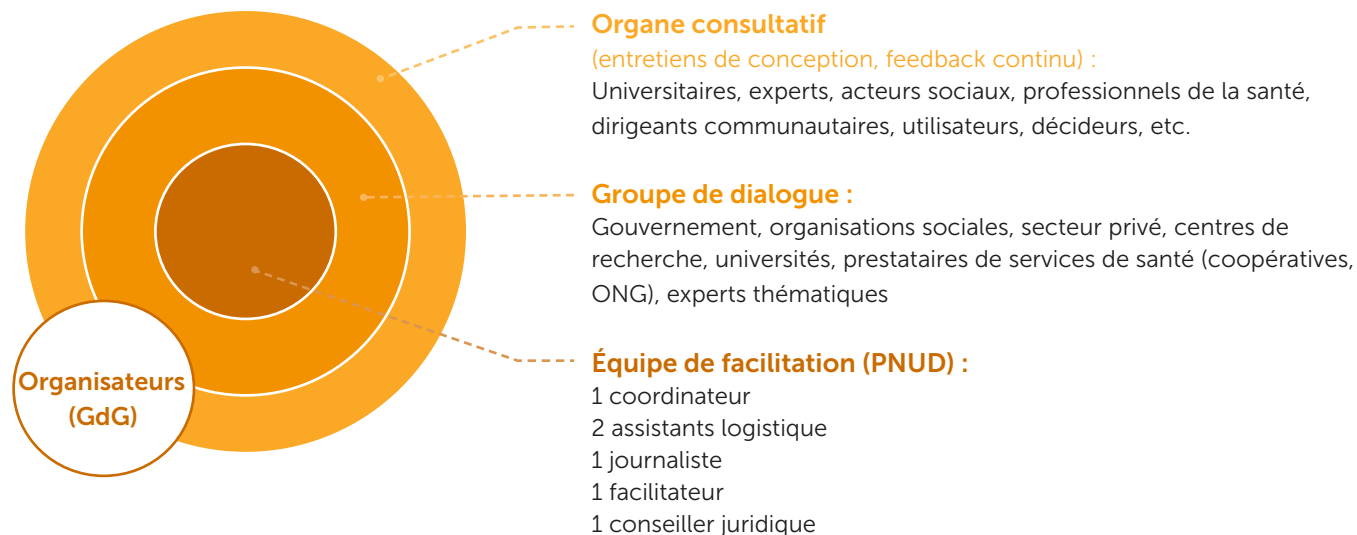 Organe consultatif
(entretiens de conception, feedback continu) :
Universitaires, experts, acteurs sociaux, professionnels de la santé,
dirigeants communautaires, utilisateurs, décideurs, etc.
Groupe de dialogue :
Gouvernement, organisations sociales, secteur privé, centres de
recherche, universités, prestataires de services de santé (coopératives,
ONG), experts thématiques
Organisateurs
(GdG)
Équipe de facilitation (PNUD) :
1 coordinateur
2 assistants logistique
1 journaliste
1 facilitateur
1 conseiller juridique